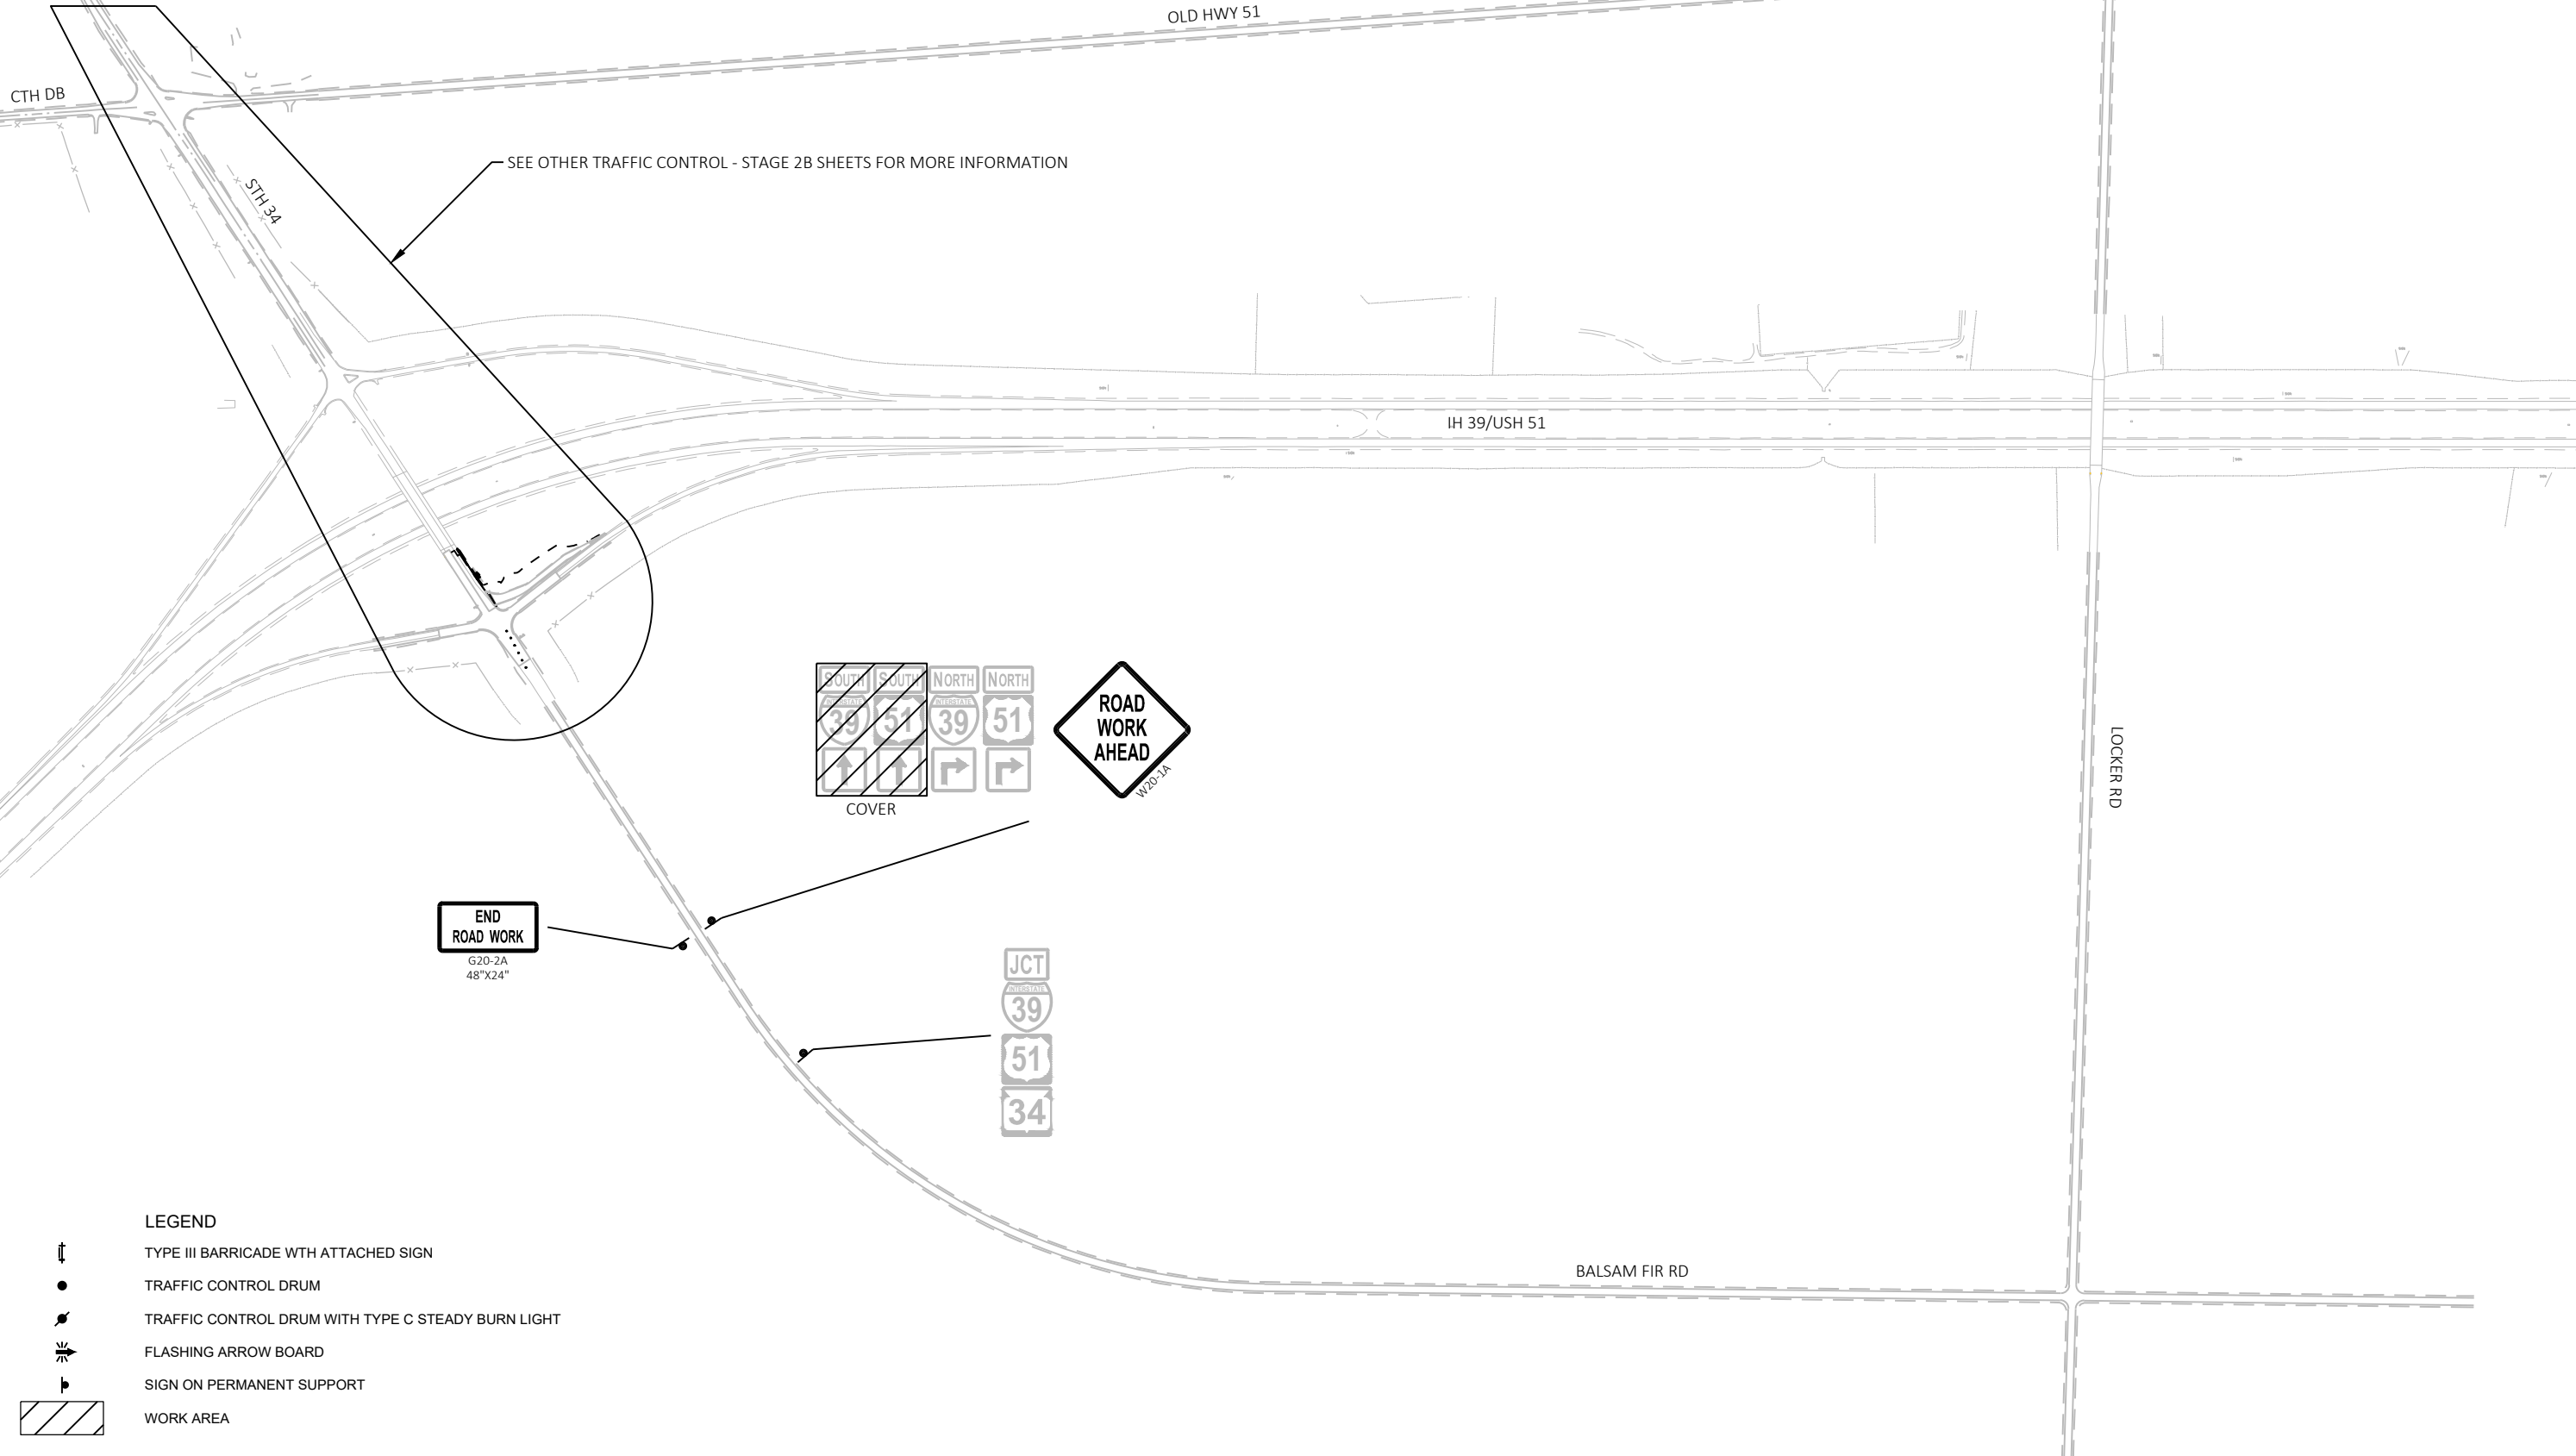 OLD HWY 51
CTH DB
SEE OTHER TRAFFIC CONTROL - STAGE 2B SHEETS FOR MORE INFORMATION
STH 34
IH 39/USH 51
SOUTH SOUTH NORTH NORTH
INTERSTATE INTERSTATE
39 51 39 51
COVER
ROAD
WORK
AHEAD
W20-1A
LOCKER RD
END
ROAD WORK
G20-2A
48"X24"
JCT
INTERSTATE
39
51
34
BALSAM FIR RD
LEGEND
TYPE III BARRICADE WTH ATTACHED SIGN
TRAFFIC CONTROL DRUM
TRAFFIC CONTROL DRUM WITH TYPE C STEADY BURN LIGHT
FLASHING ARROW BOARD
SIGN ON PERMANENT SUPPORT
WORK AREA